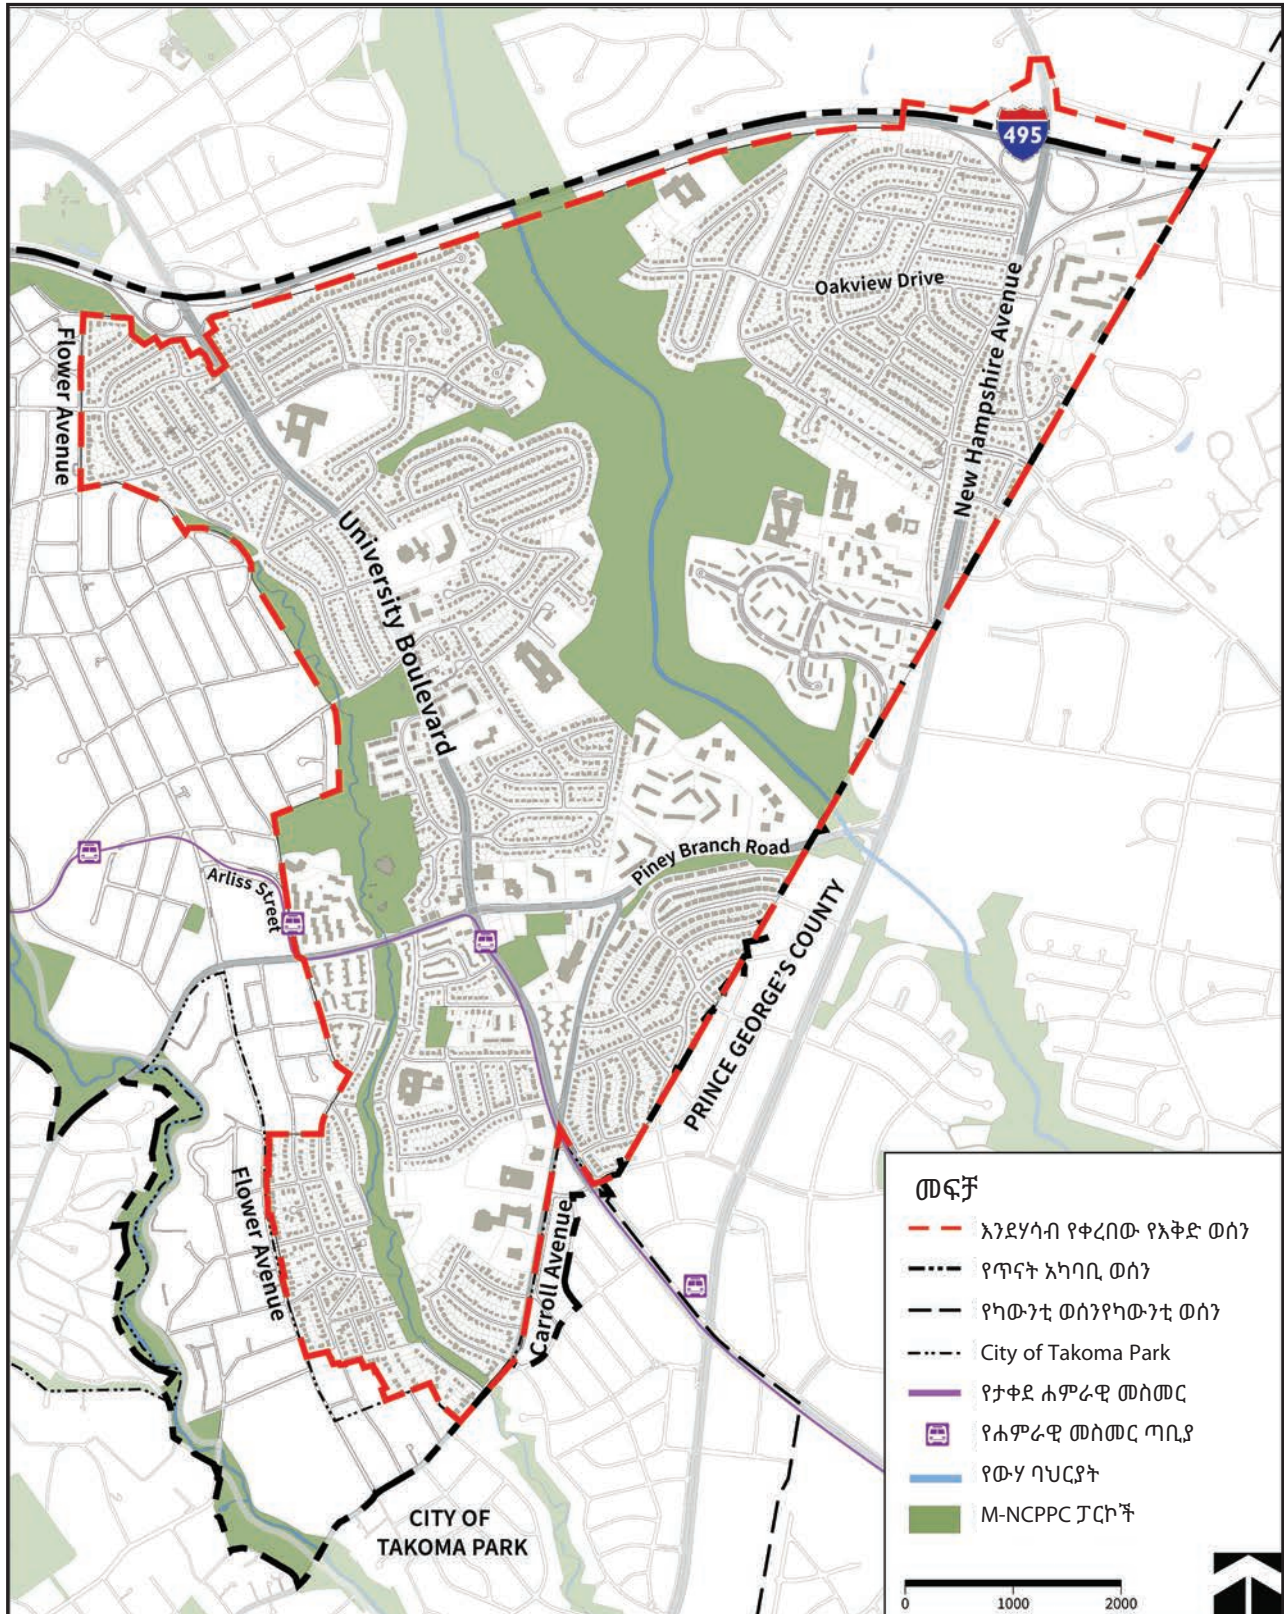 495
Oakview Drive
New Hampshire Avenue
Flower Avenue
University Boulevard
Piney Branch Road
Arliss Street
PRINCE GEORGE'S COUNTY
Flower Avenue
Carroll Avenue
CITY OF
TAKOMA PARK
መፍቻ
እንደሃሳብ የቀረበው የእቅድ ወሰን
የጥናት አካባቢ ወሰን
የካውንቲ ወሰንየካውንቲ ወሰን
City of Takoma Park
የታቀደ ሐምራዊ መስመር
የሐምራዊ መስመር ጣቢያ
የውሃ ባህርያት
M-NCPPC ፓርኮች
0 1000 2000